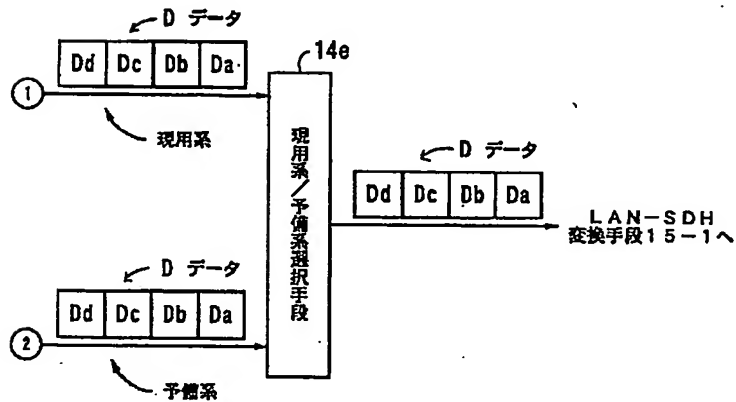 D データ
Dd Dc Db Da
14e
①
現用系
現用系/予備系選択手段
D データ
Dd Dc Db Da
LAN-SDH
変換手段15-1へ
D データ
Dd Dc Db Da
②
予備系